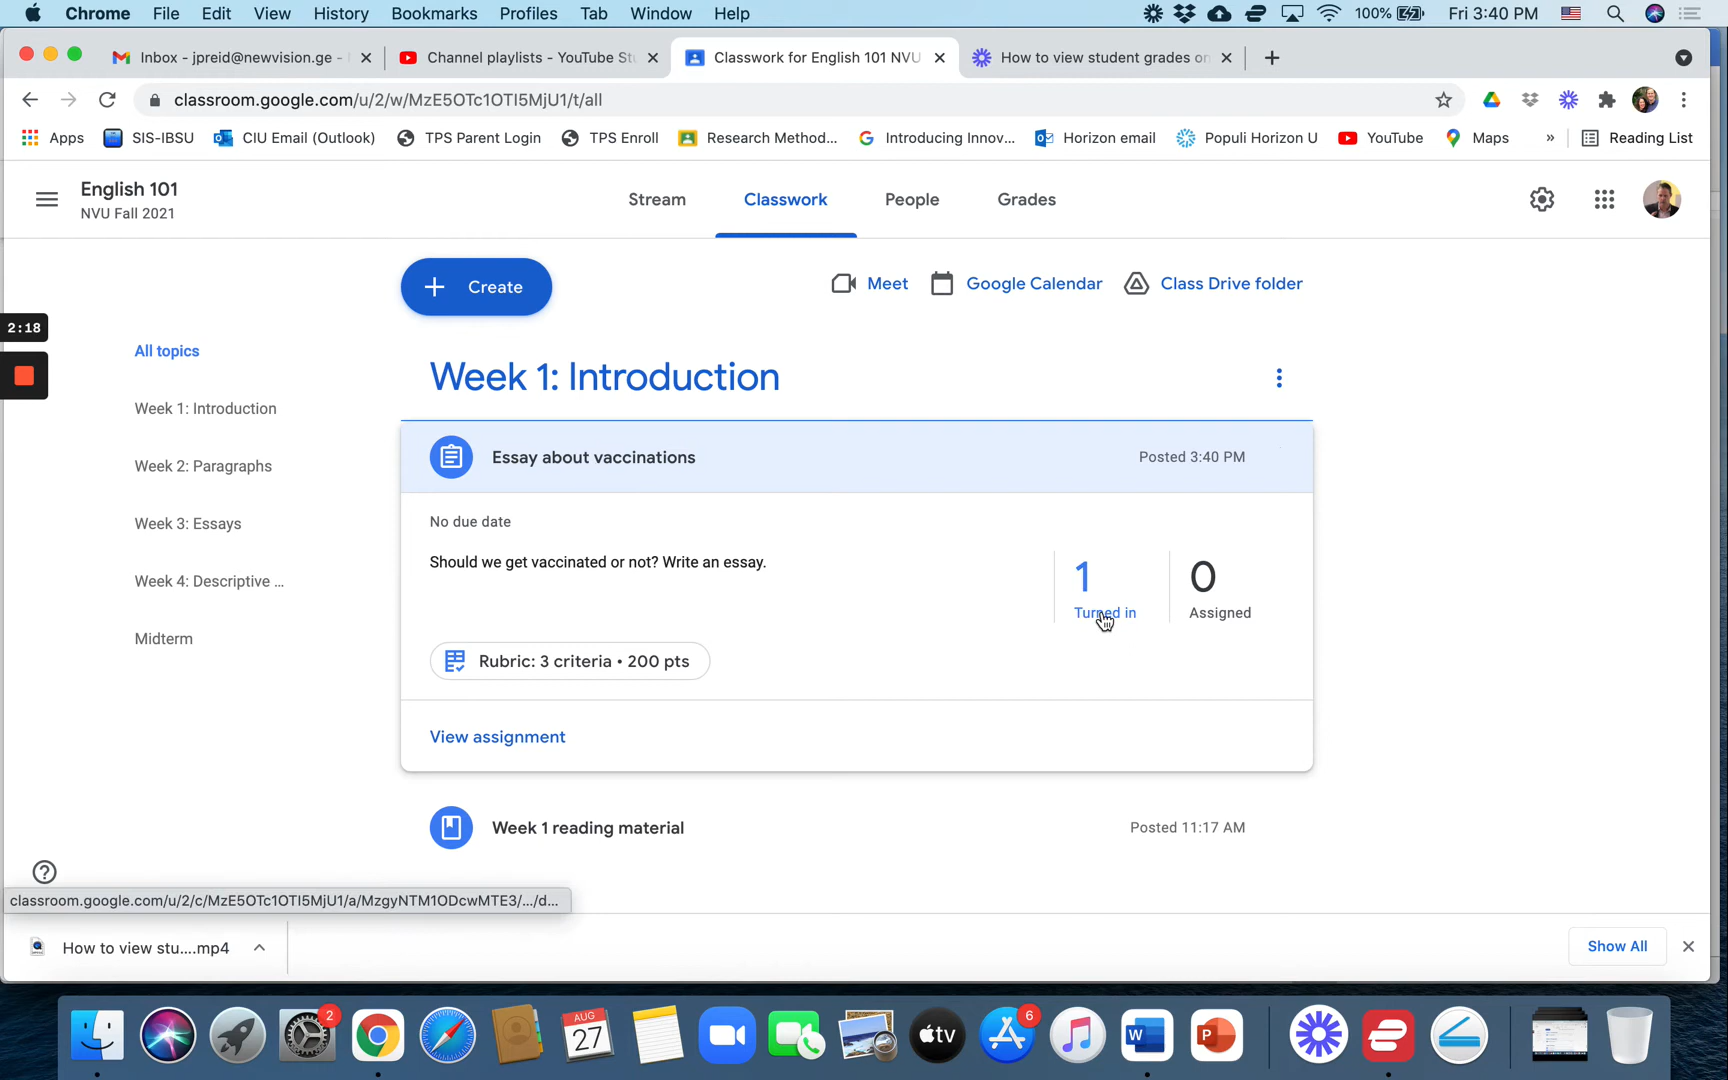 Chrome File Edit View History Bookmarks Profiles Tab Window Help 100% Fri 3:40 PM
Inbox - jpreid@newvision.ge - Channel playlists - YouTube Stu Classwork for English 101 NVU How to view student grades on
classroom.google.com/u/2/w/MzE5OTc1OTI5MjU1/t/all
Apps SIS-IBSU CIU Email (Outlook) TPS Parent Login TPS Enroll Research Method... Introducing Innov... Horizon email Populi Horizon U YouTube Maps » Reading List
English 101
NVU Fall 2021
Stream Classwork People Grades
Create
Meet Google Calendar Class Drive folder
2:18
All topics
Week 1: Introduction
Week 2: Paragraphs
Week 3: Essays
Week 4: Descriptive ...
Midterm
Week 1: Introduction
Essay about vaccinations Posted 3:40 PM
No due date
Should we get vaccinated or not? Write an essay.
1 0
Turned in Assigned
Rubric: 3 criteria • 200 pts
View assignment
Week 1 reading material Posted 11:17 AM
classroom.google.com/u/2/c/MzE5OTc1OTI5MjU1/a/MzgyNTM1ODcwMTE3/.../d...
How to view stu....mp4 Show All
2 AUG 27 tv 6 W P